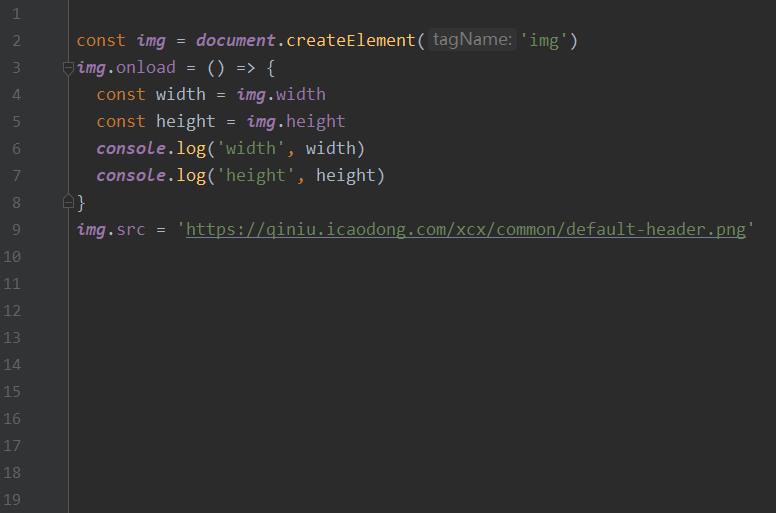 1
2 const img = document.createElement( tagName: 'img')
3 img.onload = () => {
4   const width = img.width
5   const height = img.height
6   console.log('width', width)
7   console.log('height', height)
8 }
9 img.src = 'https://qiniu.icaodong.com/xcx/common/default-header.png'
10
11
12
13
14
15
16
17
18
19